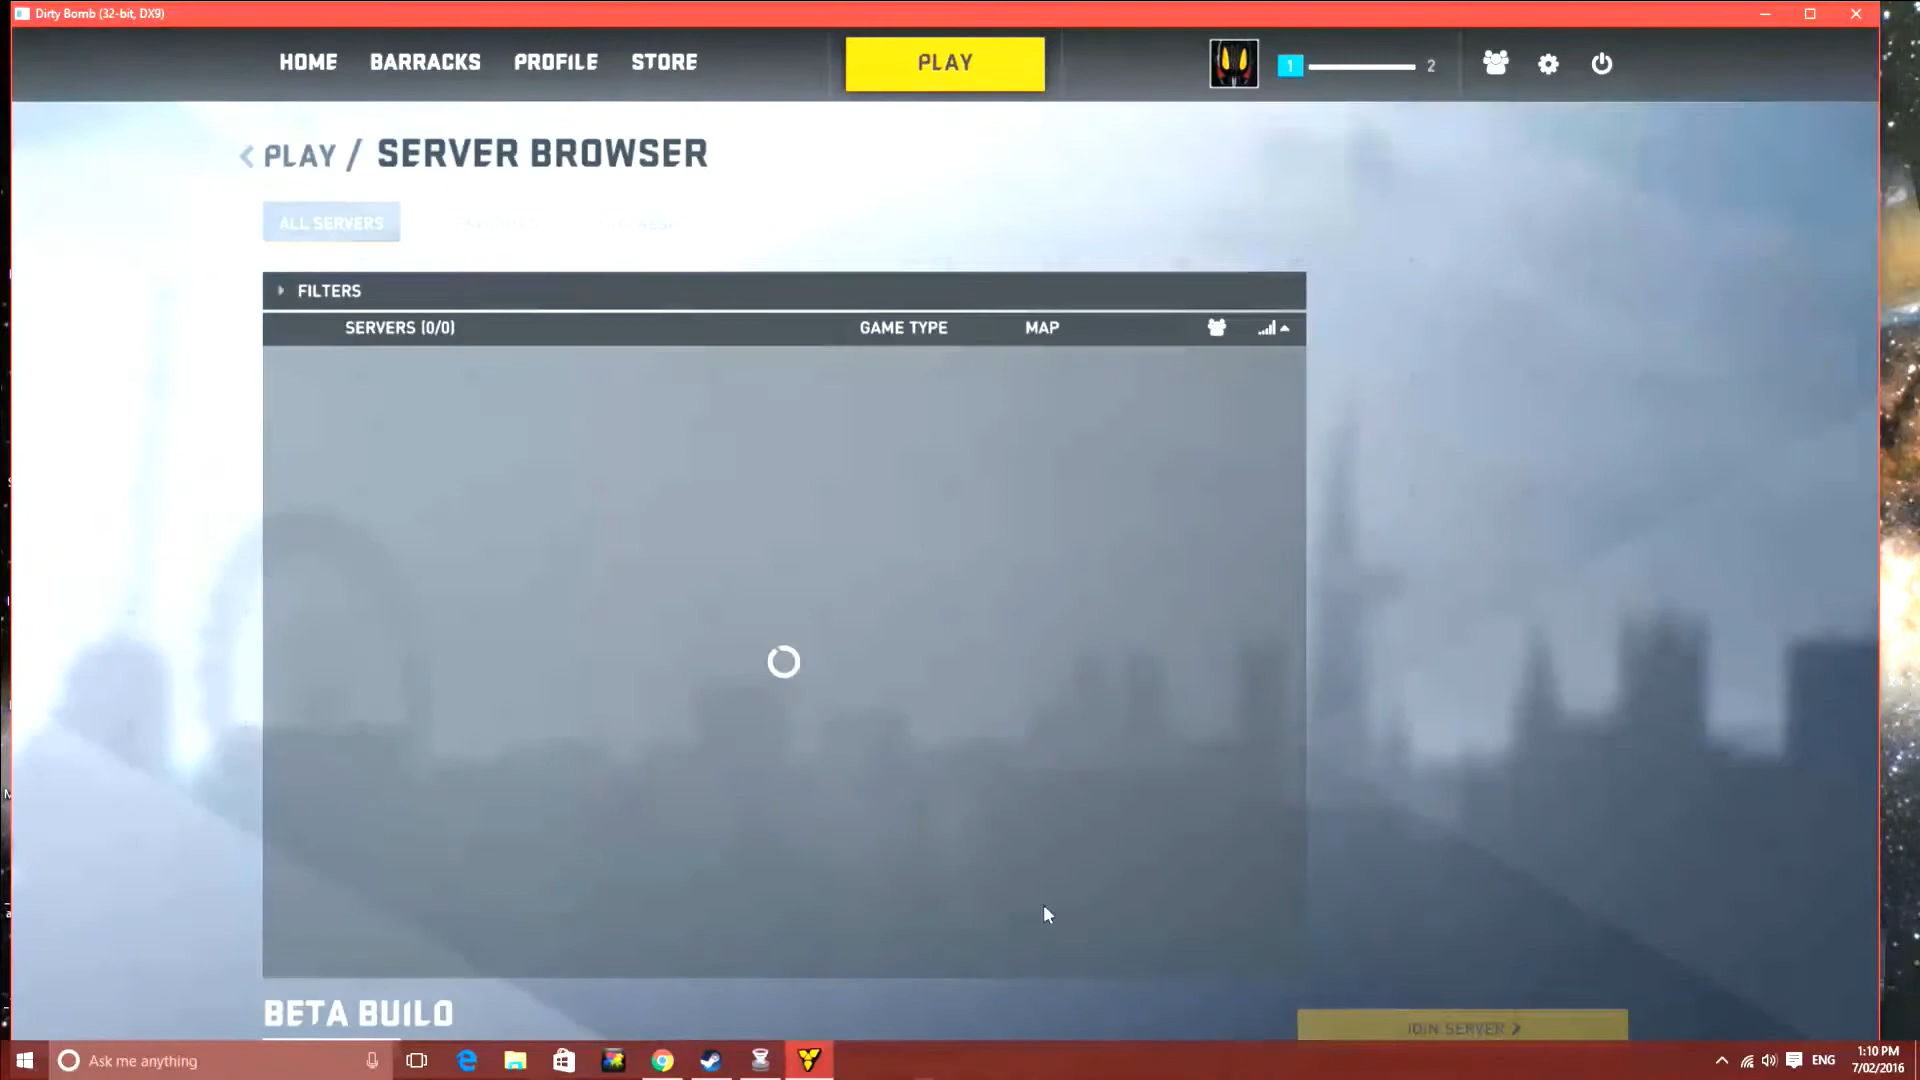 Dirty Bomb (32-bit, DX9)
HOME BARRACKS PROFILE STORE PLAY 1 2
PLAY / SERVER BROWSER
ALL SERVERS
FILTERS
SERVERS (0/0) GAME TYPE MAP
BETA BUILD
JOIN SERVER
Ask me anything
ENG
1:10 PM
7/02/2016